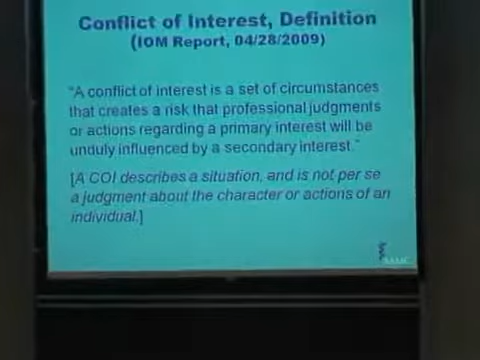 Conflict of Interest, Definition
(IOM Report, 04/28/2009)
"A conflict of interest is a set of circumstances
that creates a risk that professional judgments
or actions regarding a primary interest will be
unduly influenced by a secondary interest."
[A COI describes a situation, and is not per se
a judgment about the character or actions of an
individual.]